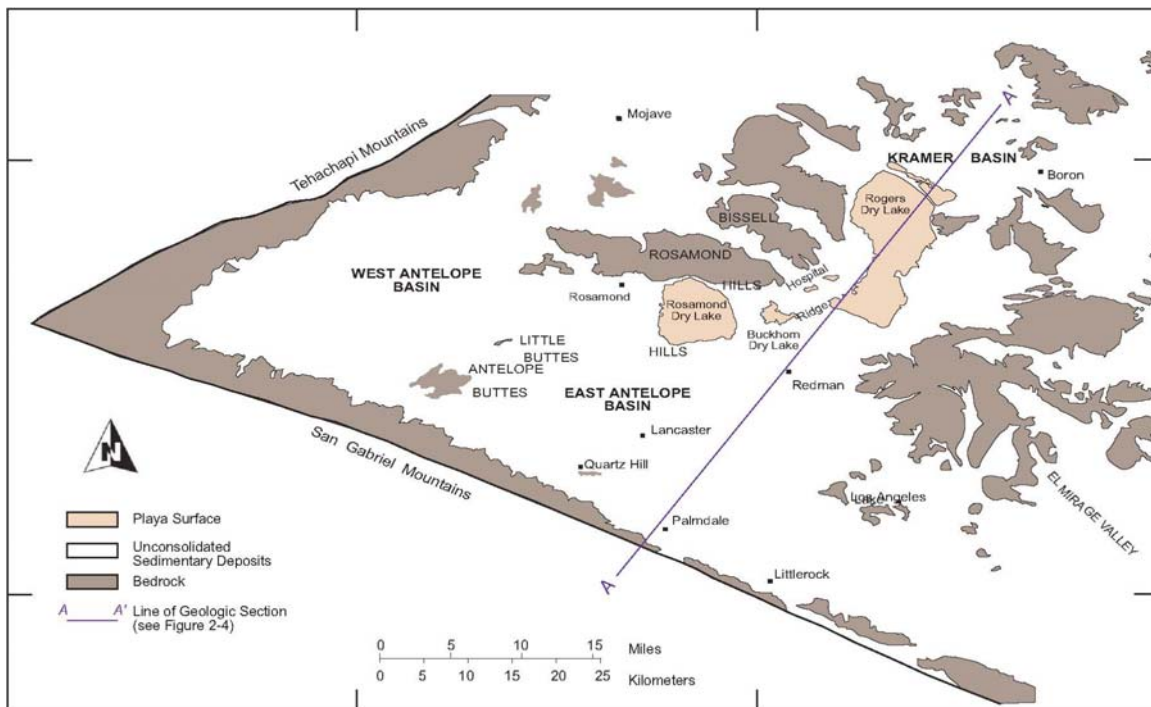 Tehachapi Mountains
Mojave
A'
KRAMER BASIN
Boron
Rogers
Dry Lake
BISSELL
ROSAMOND
HILLS
Hospital
Ridge
WEST ANTELOPE
BASIN
Rosamond
Rosamond
Dry Lake
Buckhorn
Dry Lake
LITTLE
BUTTES
HILLS
ANTELOPE
BUTTES
Redman
EAST ANTELOPE
BASIN
Lancaster
Quartz Hill
San Gabriel Mountains
Los Angeles
Lake
EL MIRAGE VALLEY
Palmdale
Littlerock
A
N
Playa Surface
Unconsolidated
Sedimentary Deposits
Bedrock
A A' Line of Geologic Section
(see Figure 2-4)
0 5 10 15 Miles
0 5 10 15 20 25 Kilometers